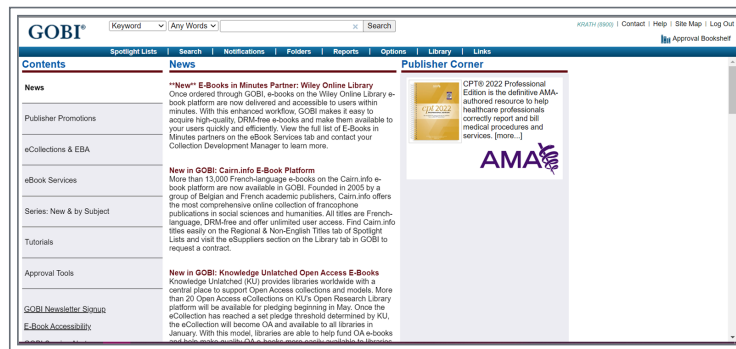 GOBI®
Keyword
Any Words
Search
KRATH (8900) | Contact | Help | Site Map | Log Out
Approval Bookshelf
Spotlight Lists | Search | Notifications | Folders | Reports | Options | Library | Links
Contents
News
Publisher Promotions
eCollections & EBA
eBook Services
Series: New & by Subject
Tutorials
Approval Tools
GOBI Newsletter Signup
E-Book Accessibility
News
**New** E-Books in Minutes Partner: Wiley Online Library
Once ordered through GOBI, e-books on the Wiley Online Library e-
book platform are now delivered and accessible to users within
minutes. With this enhanced workflow, GOBI makes it easy to
acquire high-quality, DRM-free e-books and make them available to
your users quickly and efficiently. View the full list of E-Books in
Minutes partners on the eBook Services tab and contact your
Collection Development Manager to learn more.
New in GOBI: Cairn.info E-Book Platform
More than 13,000 French-language e-books on the Cairn.info e-
book platform are now available in GOBI. Founded in 2005 by a
group of Belgian and French academic publishers, Cairn.info offers
the most comprehensive online collection of francophone
publications in social sciences and humanities. All titles are French-
language, DRM-free and offer unlimited user access. Find Cairn.info
titles easily on the Regional & Non-English Titles tab of Spotlight
Lists and visit the eSuppliers section on the Library tab in GOBI to
request a contract.
New in GOBI: Knowledge Unlatched Open Access E-Books
Knowledge Unlatched (KU) provides libraries worldwide with a
central place to support Open Access collections and models. More
than 20 Open Access eCollections on KU's Open Research Library
platform will be available for pledging beginning in May. Once the
eCollection has reached a set pledge threshold determined by KU,
the eCollection will become OA and available to all libraries in
January. With this model, libraries are able to help fund OA e-books
and help make quality OA e-books more easily available to libraries
Publisher Corner
cpt 2022
CPT® 2022 Professional
Edition is the definitive AMA-
authored resource to help
healthcare professionals
correctly report and bill
medical procedures and
services. [more...]
AMA